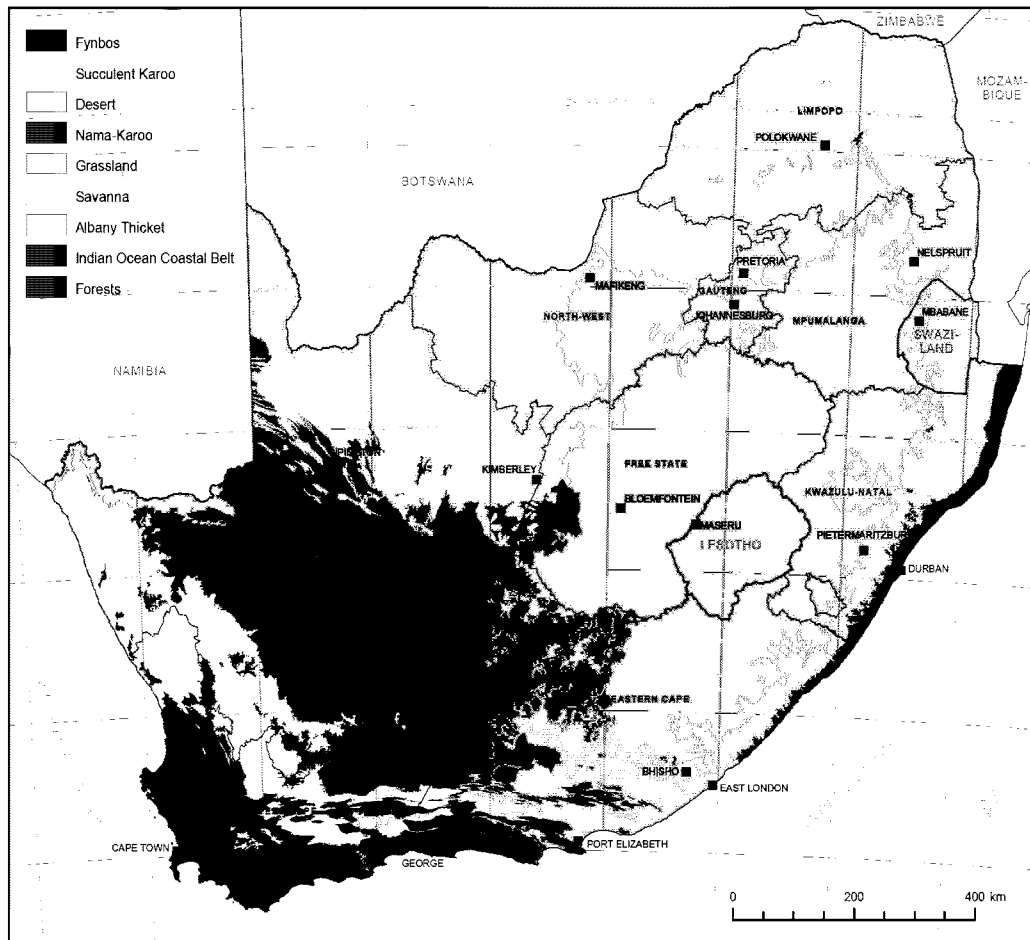 Fynbos
Succulent Karoo
Desert
Nama-Karoo
Grassland
Savanna
Albany Thicket
Indian Ocean Coastal Belt
Forests
ZIMBABWE
MOZAM-
BIQUE
LIMPOPO
POLOKWANE
BOTSWANA
NELSPRUIT
PRETORIA
MAFIKENG
GAUTENG
JOHANNESBURG
NORTH-WEST
MPUMALANGA
MBABANE
SWAZI-
LAND
NAMIBIA
KIMBERLEY
FREE STATE
KWAZULU-NATAL
BLOEMFONTEIN
MASERU
LESOTHO
PIETERMARITZBUR
DURBAN
EASTERN CAPE
BHISHO
EAST LONDON
CAPE TOWN
GEORGE
PORT ELIZABETH
0 200 400 km